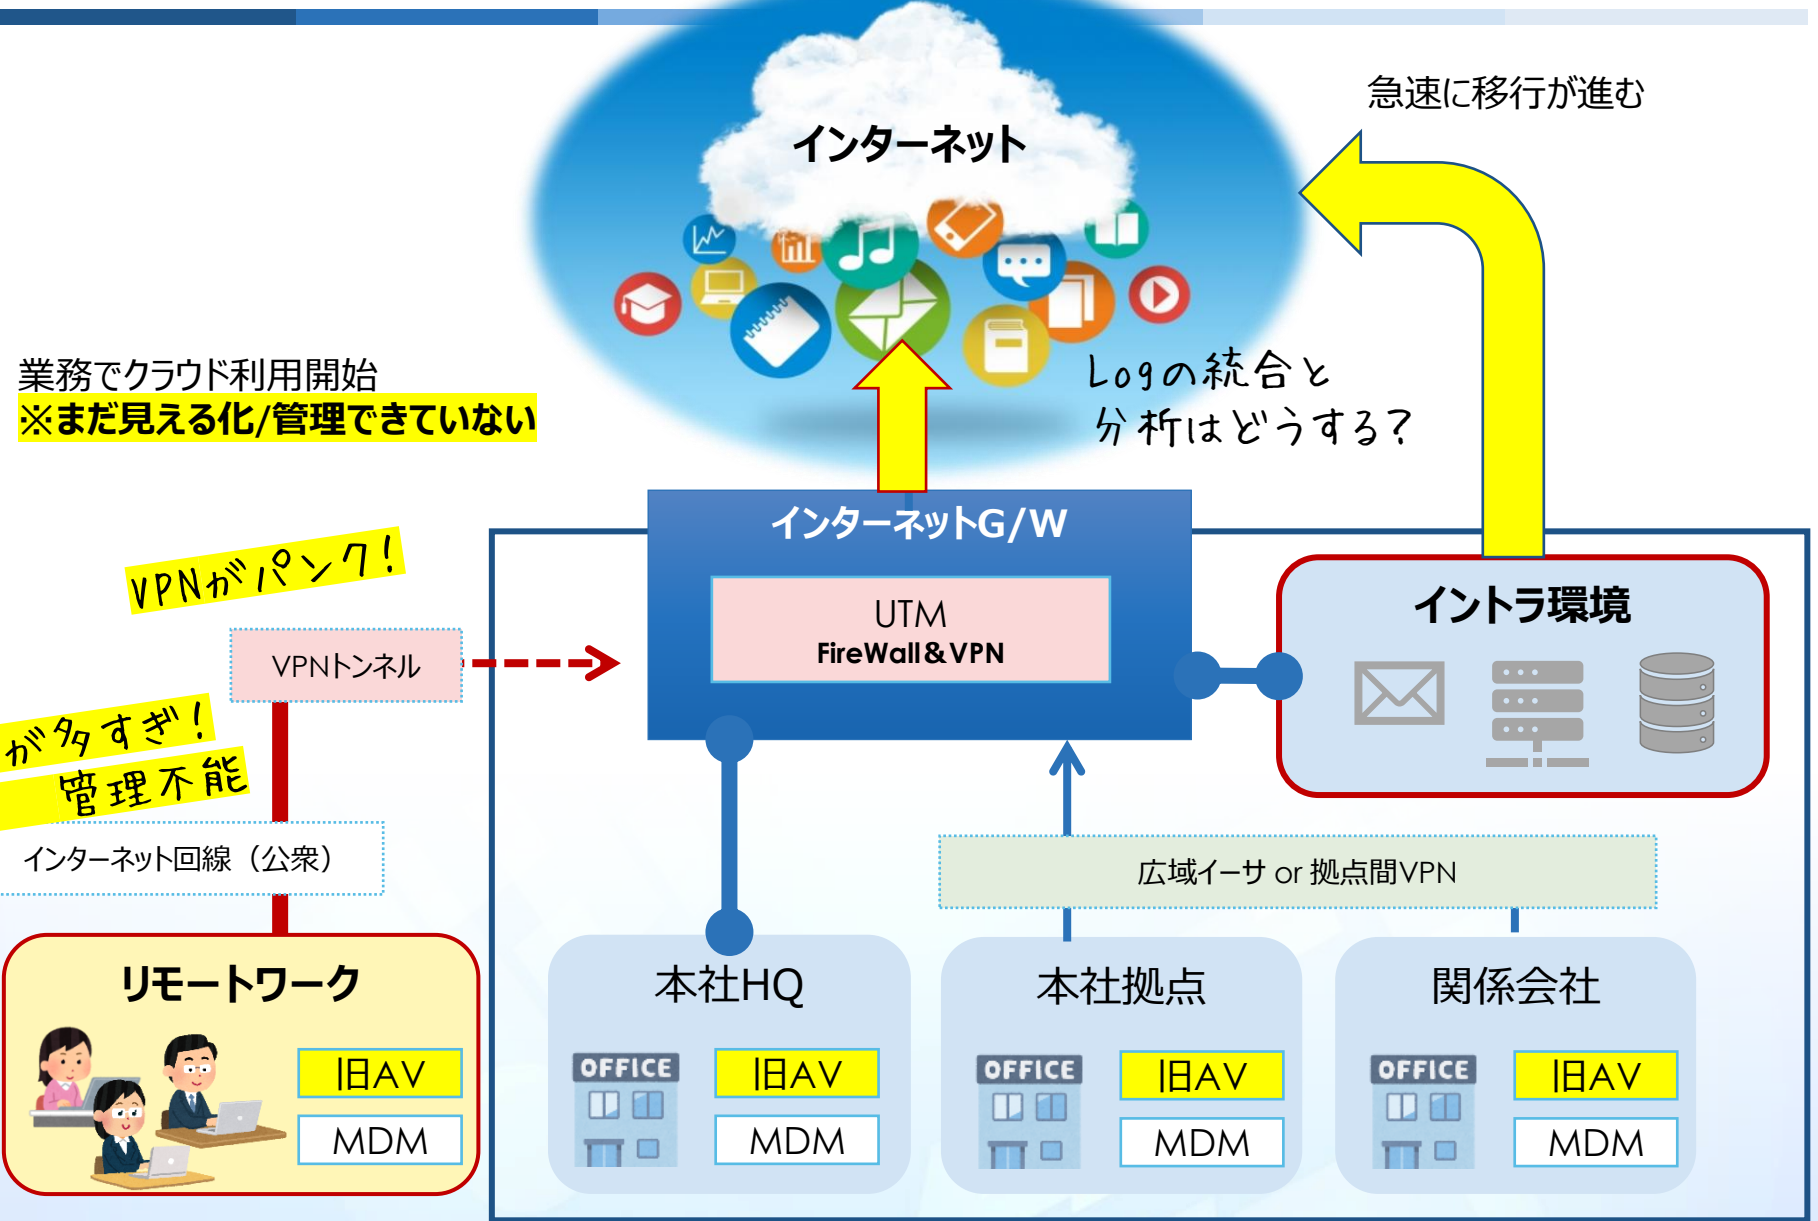 急速に移行が進む
インターネット
業務でクラウド利用開始
※まだ見える化/管理できていない
Logの統合と
分析はどうする?
VPNがパンク!
インターネットG/W
UTM
FireWall&VPN
イントラ環境
VPNトンネル
が多すぎ!
管理不能
インターネット回線(公衆)
広域イーサ or 拠点間VPN
リモートワーク
旧AV
MDM
本社HQ
OFFICE
旧AV
MDM
本社拠点
OFFICE
旧AV
MDM
関係会社
OFFICE
旧AV
MDM